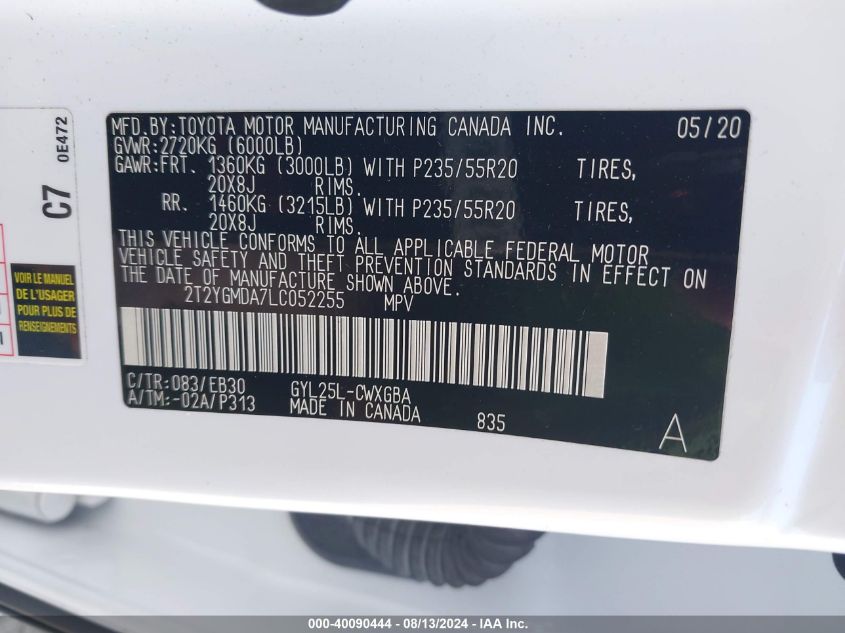 MFD.BY:TOYOTA MOTOR MANUFACTURING CANADA INC. 05/20
GVWR:2720KG (6000LB)
GAWR:FRT. 1360KG (3000LB) WITH P235/55R20 TIRES,
20X8J RIMS.
RR. 1460KG (3215LB) WITH P235/55R20 TIRES,
20X8J RIMS.
THIS VEHICLE CONFORMS TO ALL APPLICABLE FEDERAL MOTOR
VEHICLE SAFETY AND THEFT PREVENTION STANDARDS IN EFFECT ON
THE DATE OF MANUFACTURE SHOWN ABOVE.
2T2YGMDA7LC052255 MPV
C/TR:083/EB30 GYL25L-CWXGBA
A/TM:-02A/P313 MADE IN CANADA 835
A
C7 0E472
VOIR LE MANUEL
DE L'USAGER
POUR PLUS DE
RENSEIGNEMENTS
000-40090444 - 08/13/2024 - IAA Inc.